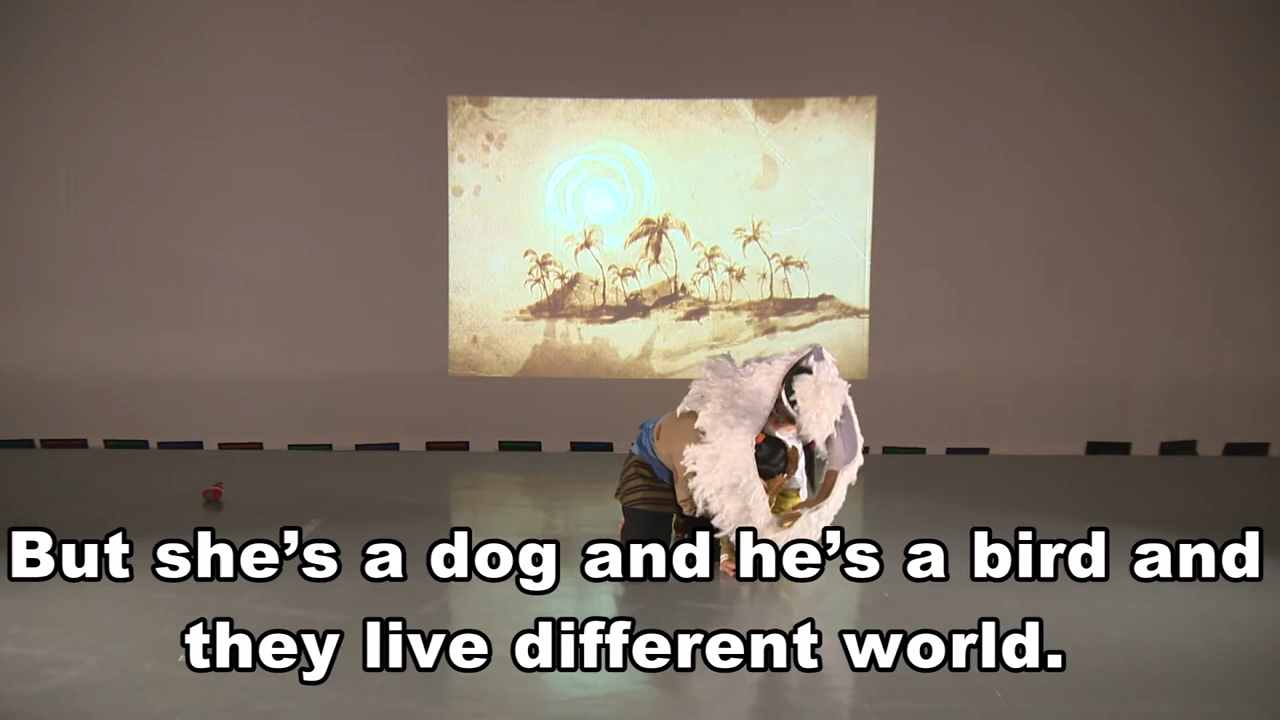 But she’s a dog and he’s a bird and
they live different world.